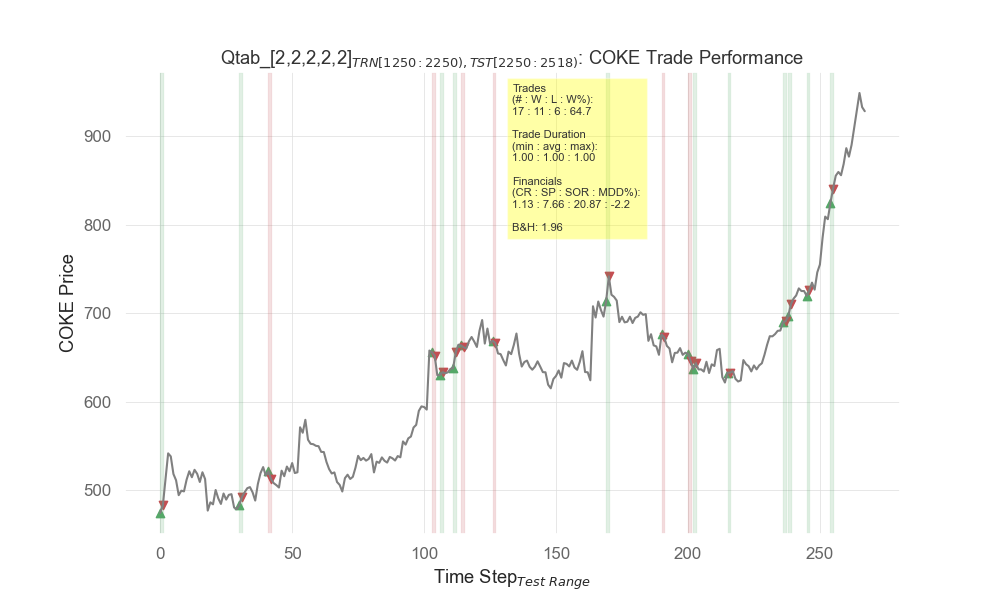 Qtab_[2,2,2,2,2]TRN[1250:2250),TST[2250:2518): COKE Trade Performance
Trades
(# : W : L : W%):
17 : 11 : 6 : 64.7
Trade Duration
(min : avg : max):
1.00 : 1.00 : 1.00
Financials
(CR : SP : SOR : MDD%):
1.13 : 7.66 : 20.87 : -2.2
B&H: 1.96
COKE Price
900
800
700
600
500
0 50 100 150 200 250
Time StepTest Range